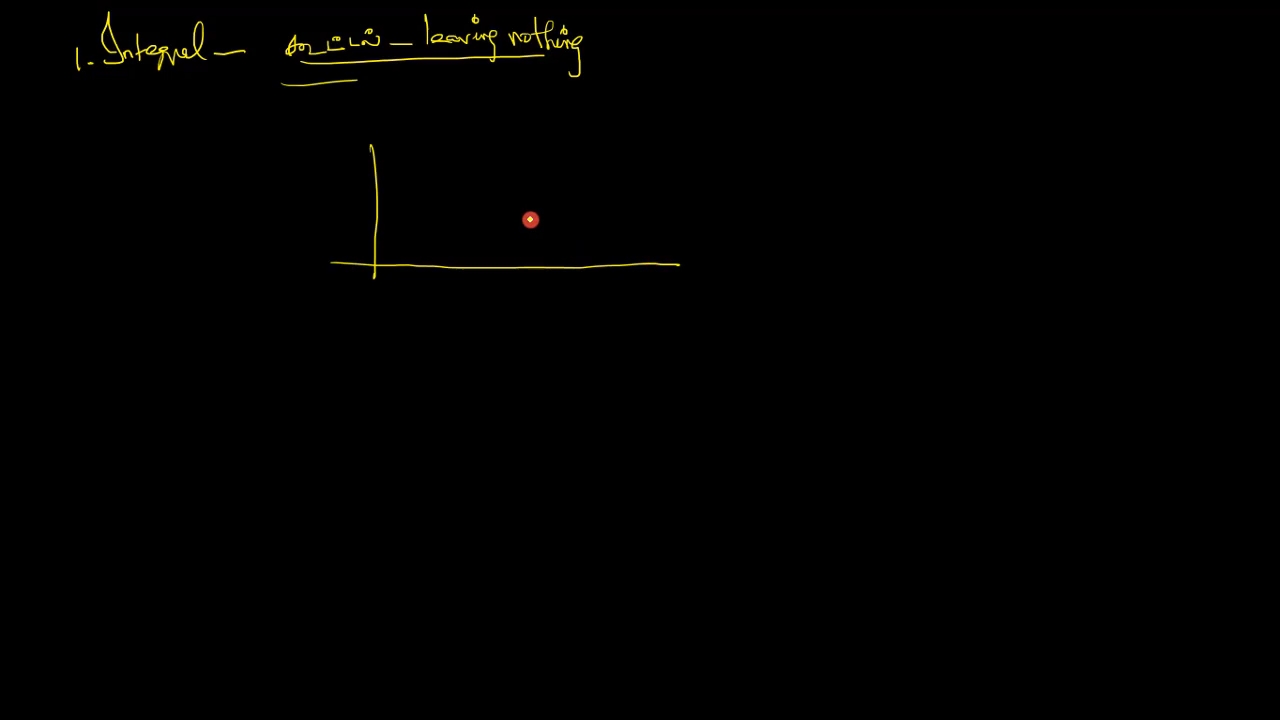 1. Integral — — leaving nothing